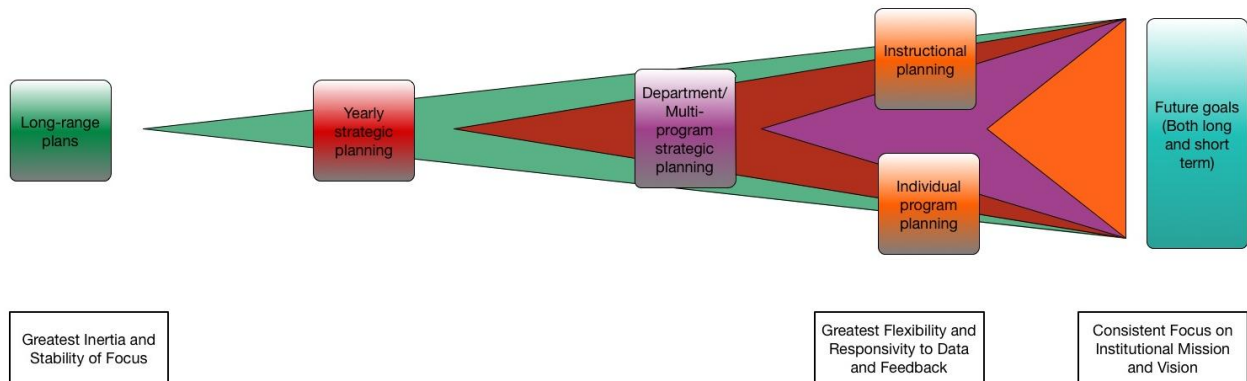 Long-range
plans
Yearly
strategic
planning
Department/
Multi-
program
strategic
planning
Instructional
planning
Individual
program
planning
Future goals
(Both long
and short
term)
Greatest Inertia and
Stability of Focus
Greatest Flexibility and
Responsivity to Data
and Feedback
Consistent Focus on
Institutional Mission
and Vision